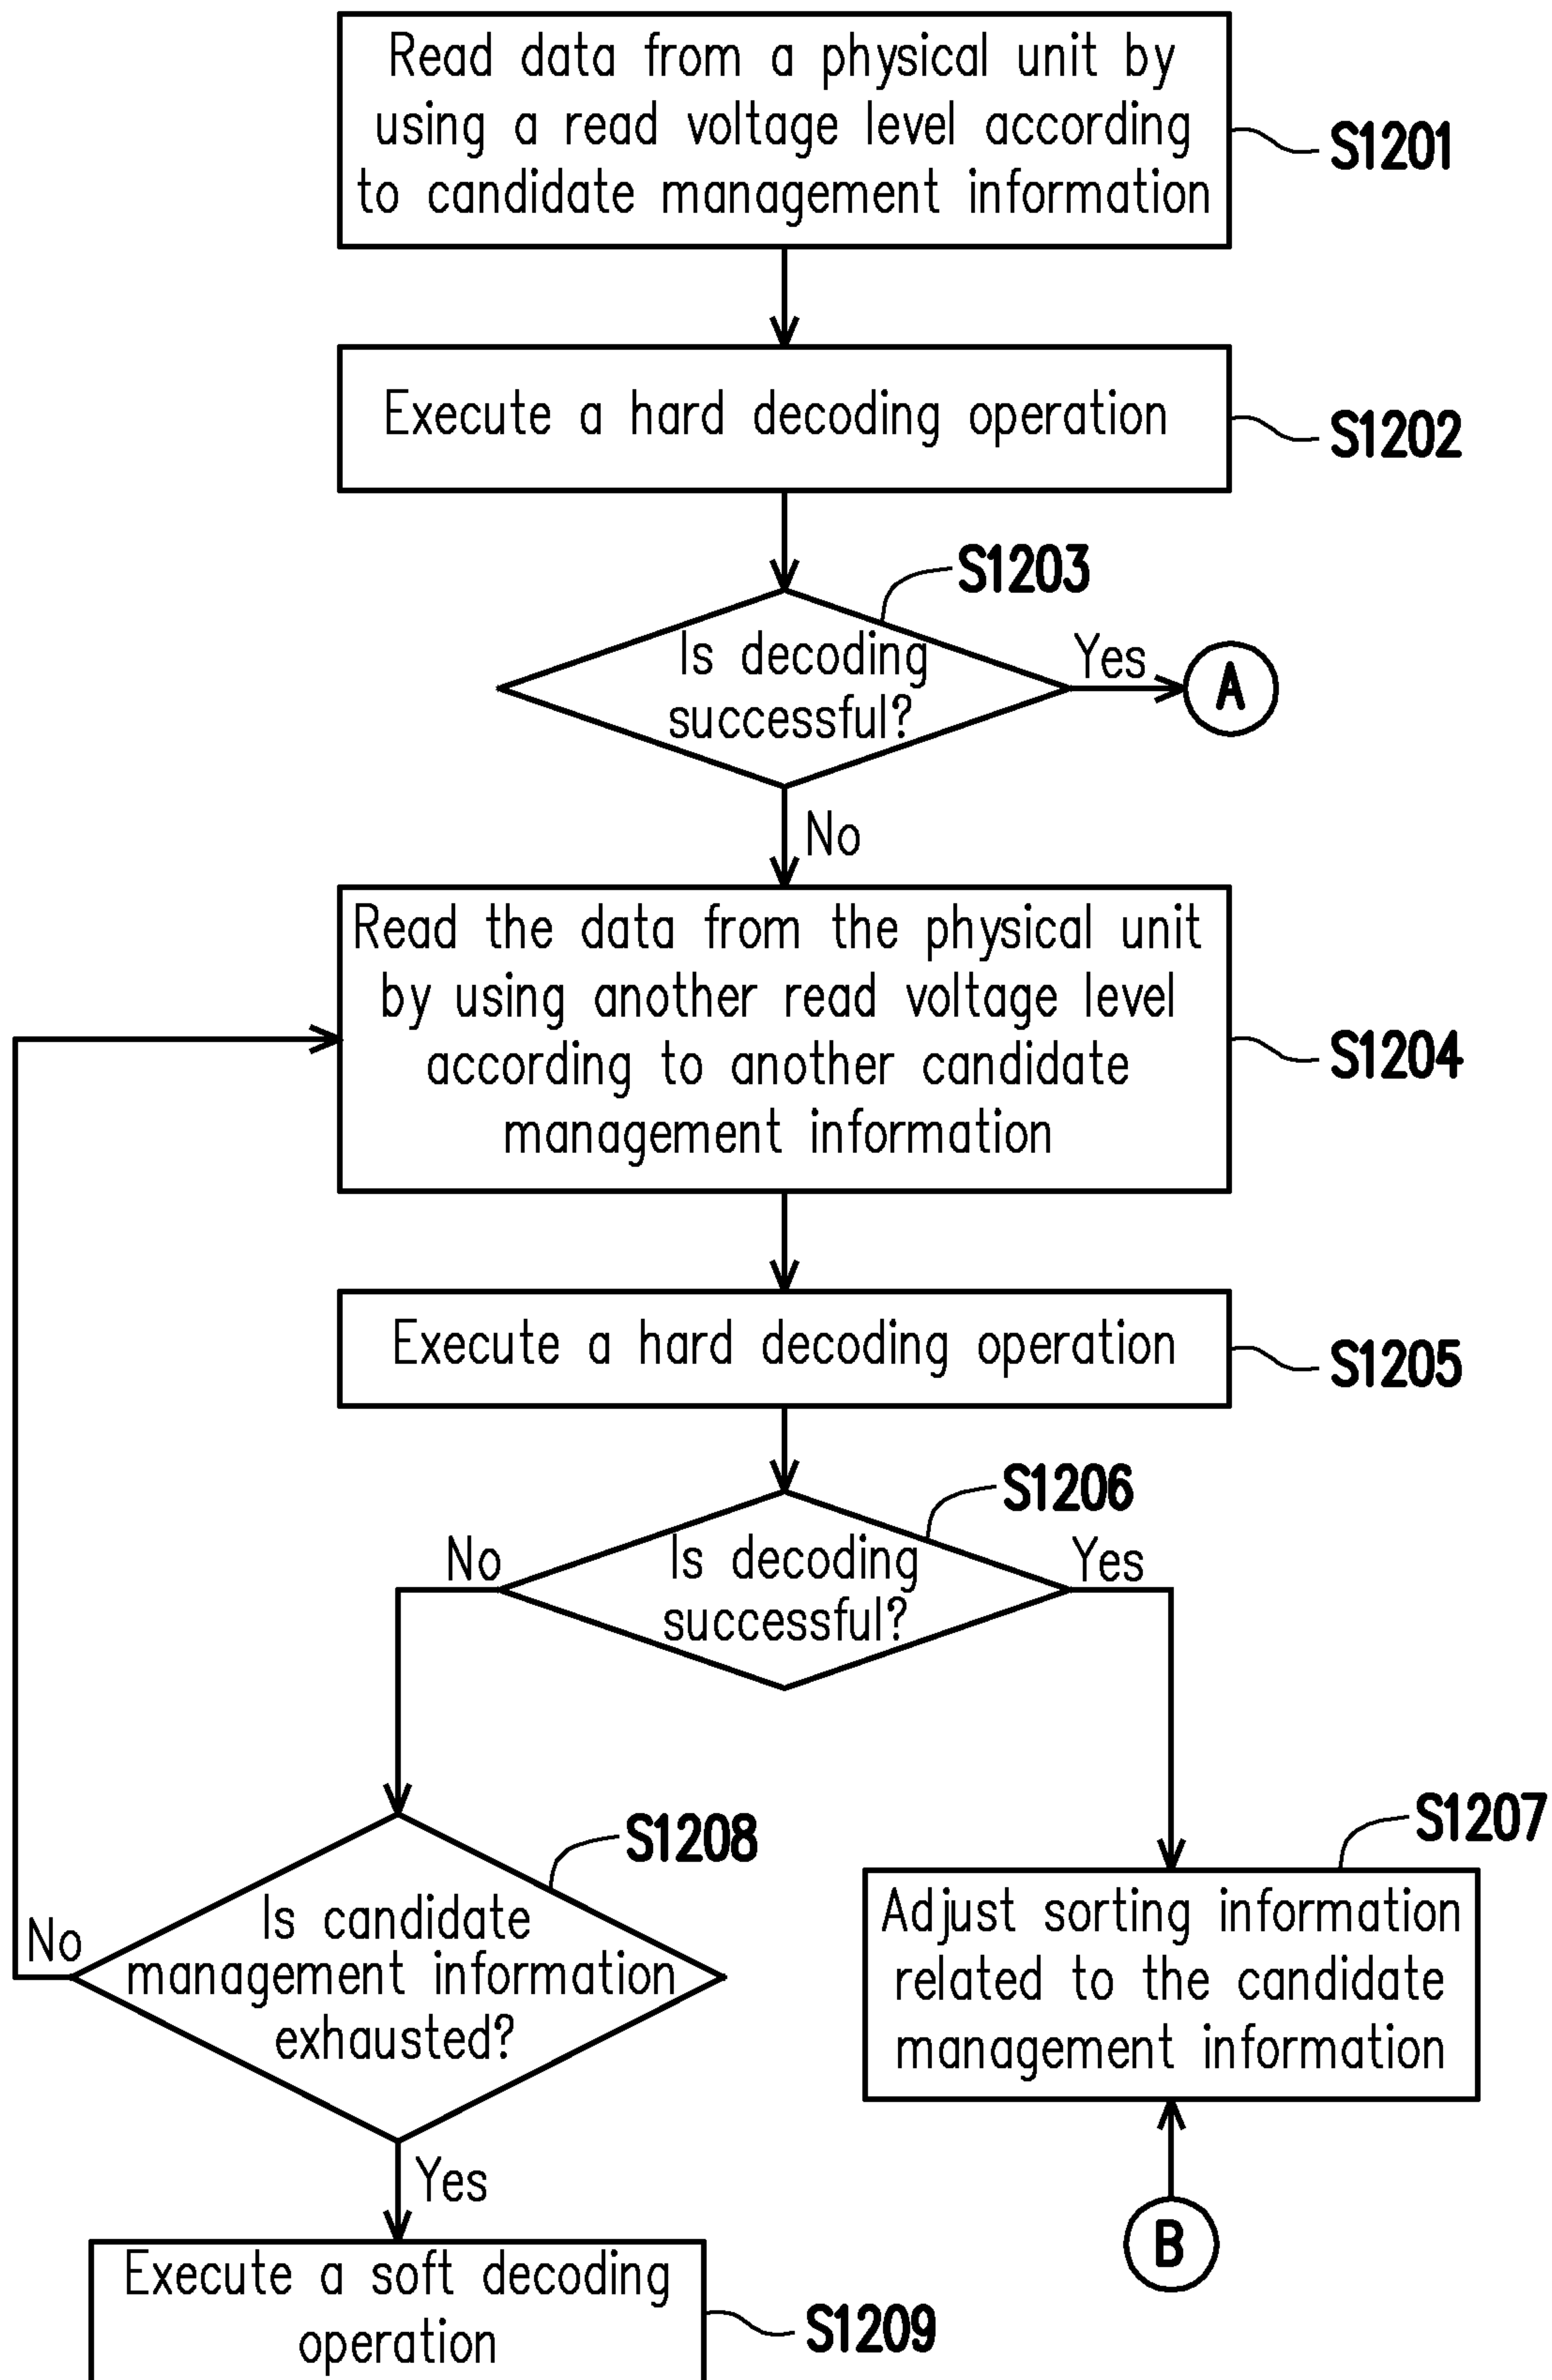 Read data from a physical unit by
using a read voltage level according
to candidate management information
S1201
Execute a hard decoding operation
S1202
S1203
Is decoding
successful?
Yes
A
No
Read the data from the physical unit
by using another read voltage level
according to another candidate
management information
S1204
Execute a hard decoding operation
S1205
S1206
No
Is decoding
successful?
Yes
S1208
Is candidate
management information
exhausted?
No
S1207
Adjust sorting information
related to the candidate
management information
Yes
B
Execute a soft decoding
operation
S1209